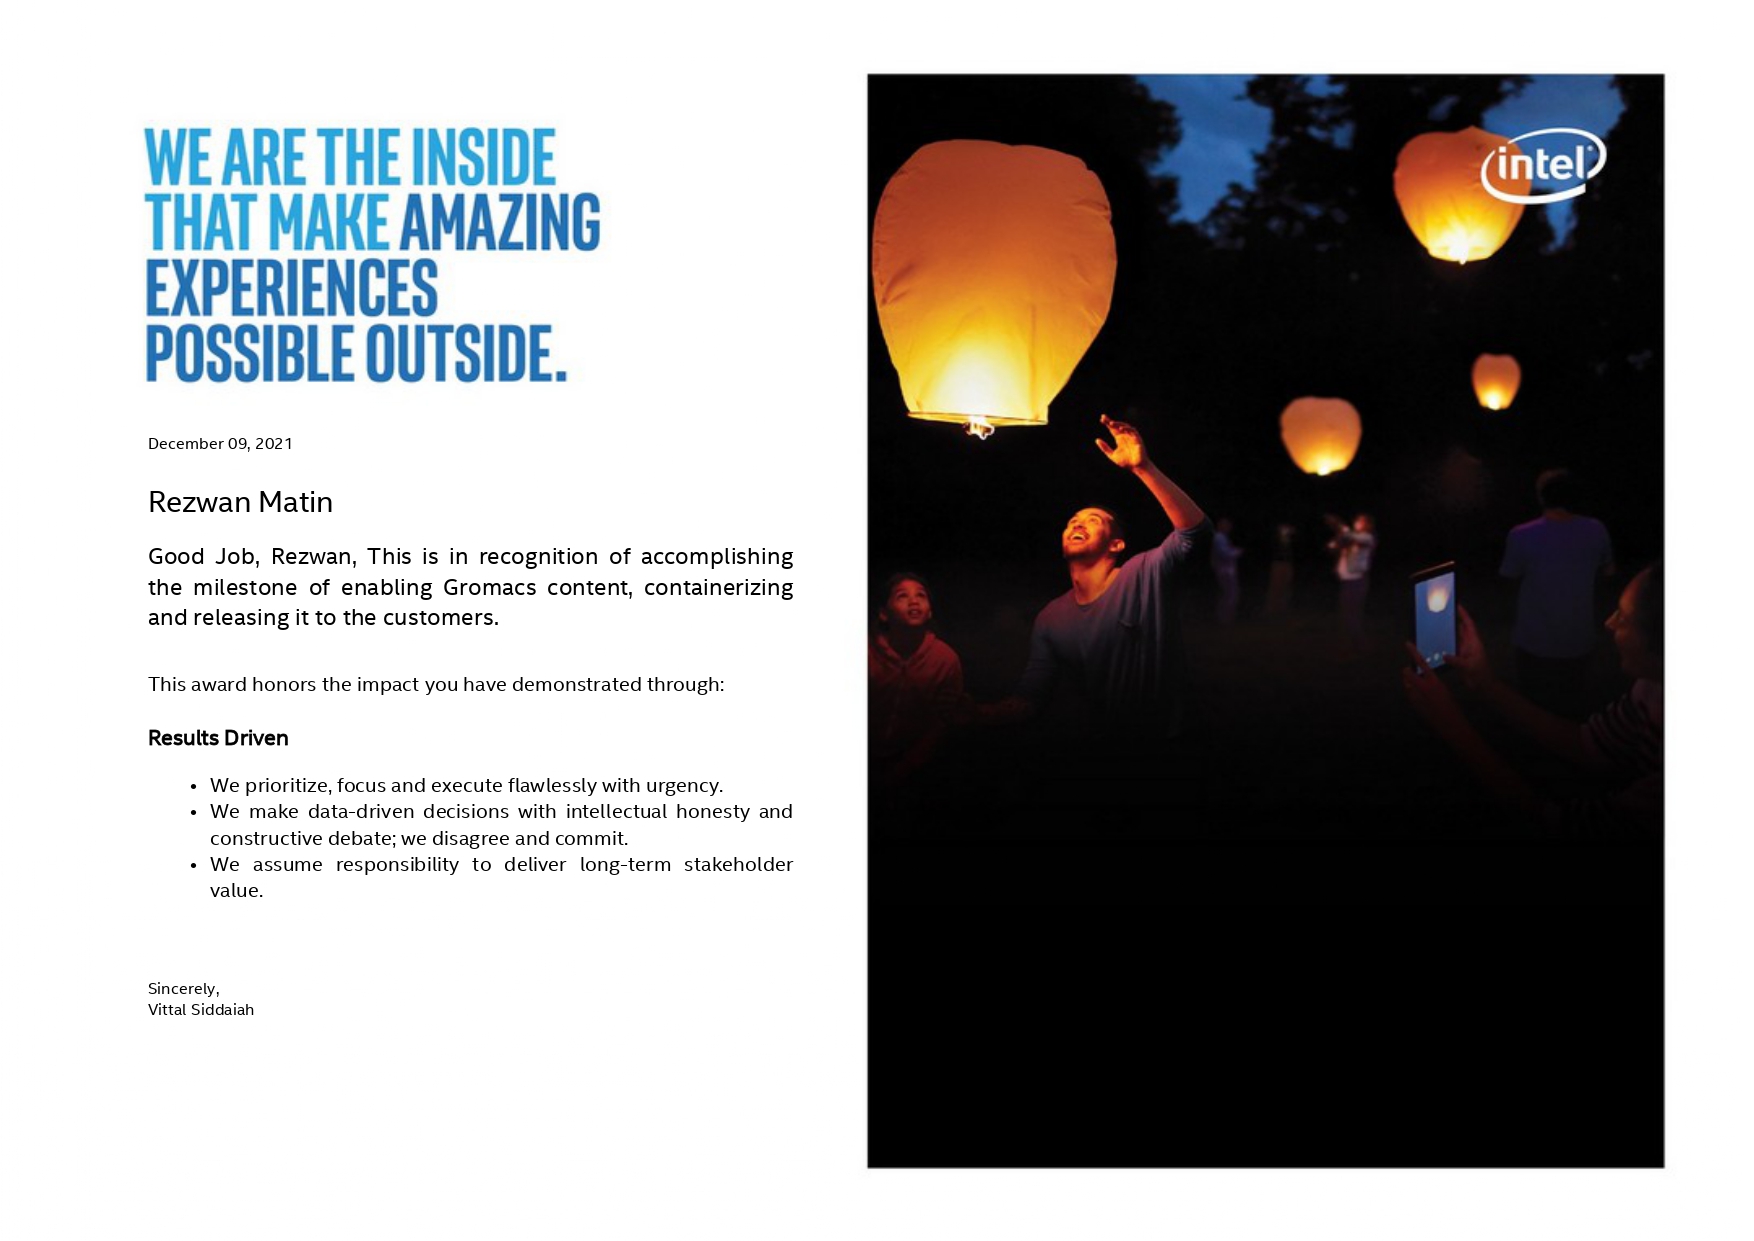 WE ARE THE INSIDE
THAT MAKE AMAZING
EXPERIENCES
POSSIBLE OUTSIDE.
December 09, 2021
Rezwan Matin
Good Job, Rezwan, This is in recognition of accomplishing
the milestone of enabling Gromacs content, containerizing
and releasing it to the customers.
This award honors the impact you have demonstrated through:
Results Driven
• We prioritize, focus and execute flawlessly with urgency.
• We make data-driven decisions with intellectual honesty and
constructive debate; we disagree and commit.
• We assume responsibility to deliver long-term stakeholder
value.
Sincerely,
Vittal Siddaiah
intel